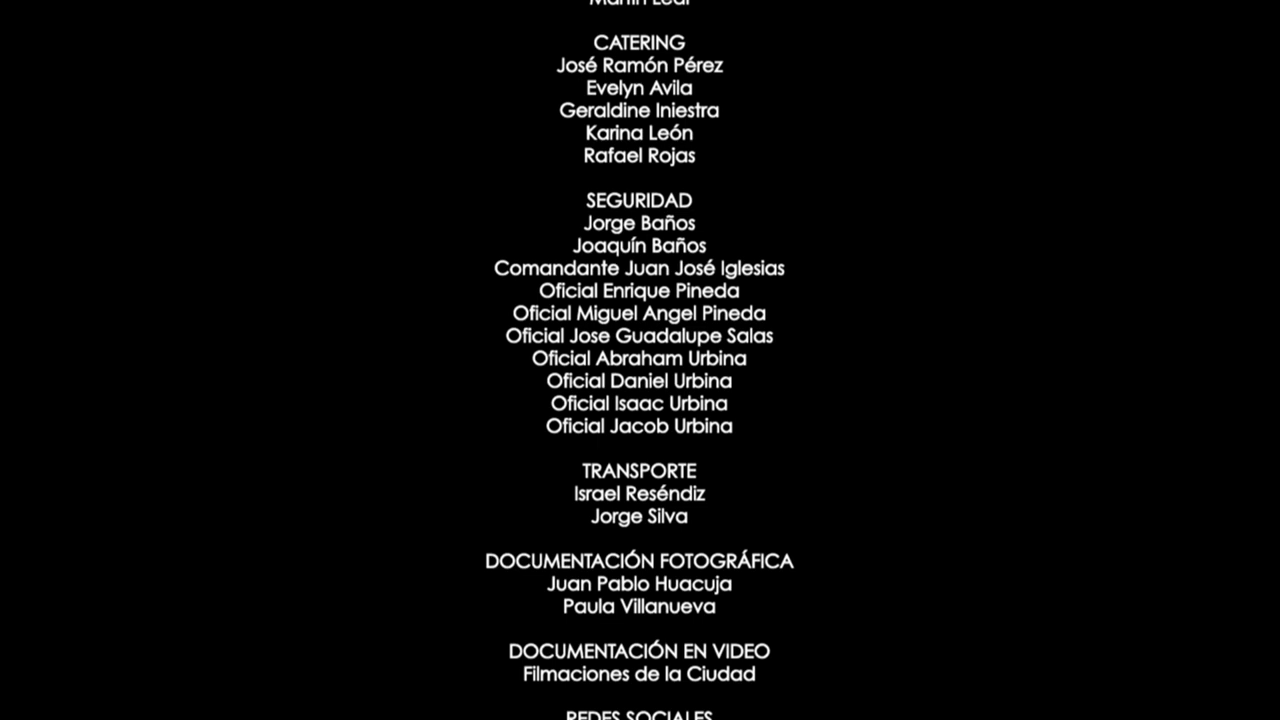 CATERING
José Ramón Pérez
Evelyn Avila
Geraldine Iniestra
Karina León
Rafael Rojas
SEGURIDAD
Jorge Baños
Joaquín Baños
Comandante Juan José Iglesias
Oficial Enrique Pineda
Oficial Miguel Angel Pineda
Oficial Jose Guadalupe Salas
Oficial Abraham Urbina
Oficial Daniel Urbina
Oficial Isaac Urbina
Oficial Jacob Urbina
TRANSPORTE
Israel Reséndiz
Jorge Silva
DOCUMENTACIÓN FOTOGRÁFICA
Juan Pablo Huacuja
Paula Villanueva
DOCUMENTACIÓN EN VIDEO
Filmaciones de la Ciudad
REDES SOCIALES